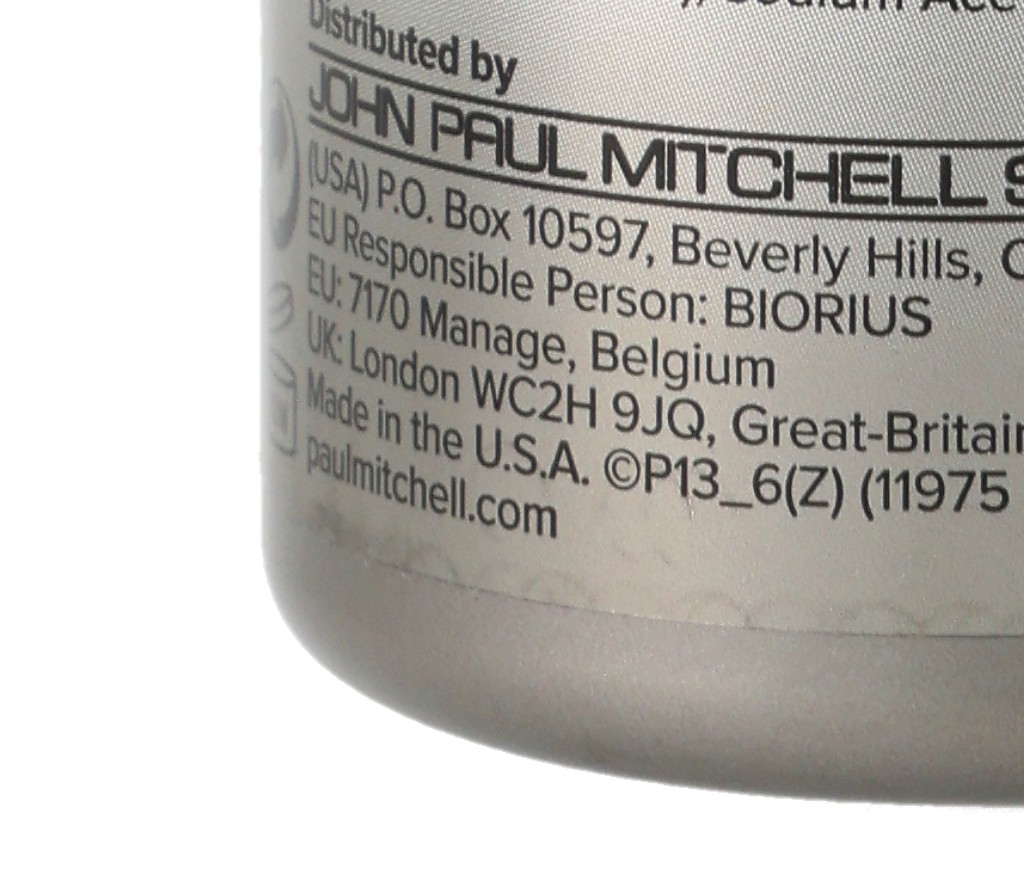 Distributed by
JOHN PAUL MITCHELL
(USA) P.O. Box 10597, Beverly Hills,
EU Responsible Person: BIORIUS
EU: 7170 Manage, Belgium
UK: London WC2H 9JQ, Great-Britain
Made in the U.S.A. ©P13_6(Z) (11975
paulmitchell.com